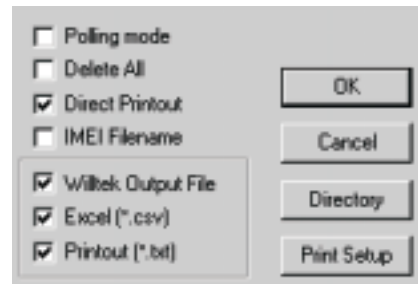 Polling mode
Delete All
Direct Printout
IMEI Filename
Willtek Output File
Excel (*.csv)
Printout (*.txt)
OK
Cancel
Directory
Print Setup